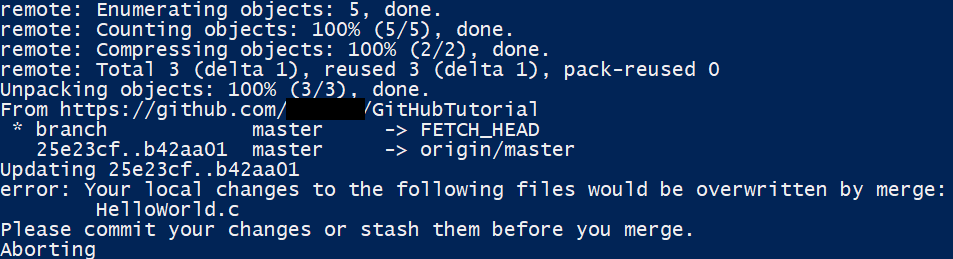 remote: Enumerating objects: 5, done.
remote: Counting objects: 100% (5/5), done.
remote: Compressing objects: 100% (2/2), done.
remote: Total 3 (delta 1), reused 3 (delta 1), pack-reused 0
Unpacking objects: 100% (3/3), done.
From https://github.com/ /GitHubTutorial
 * branch            master     -> FETCH_HEAD
   25e23cf..b42aa01  master     -> origin/master
Updating 25e23cf..b42aa01
error: Your local changes to the following files would be overwritten by merge:
        HelloWorld.c
Please commit your changes or stash them before you merge.
Aborting